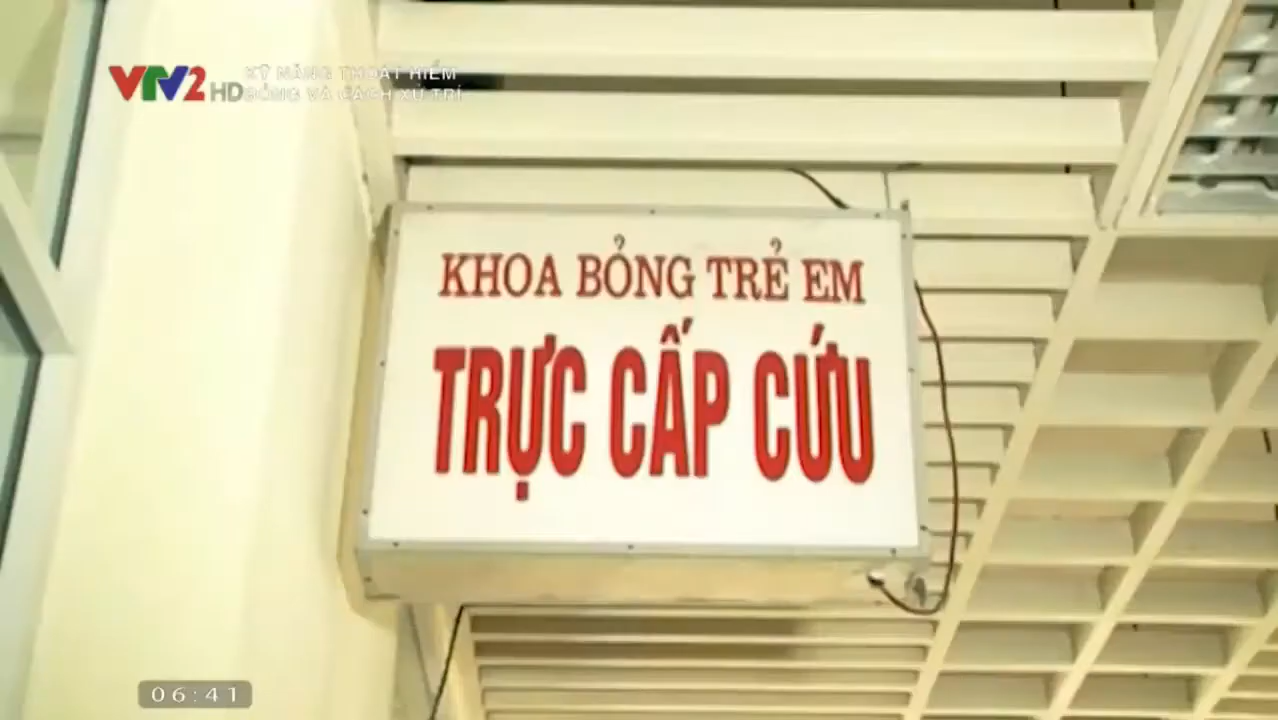 VTV2 HD
KỸ NĂNG THOÁT HIỂM
BỎNG VÀ CÁCH XỬ TRÍ
KHOA BỎNG TRẺ EM
TRỰC CẤP CỨU
06:41